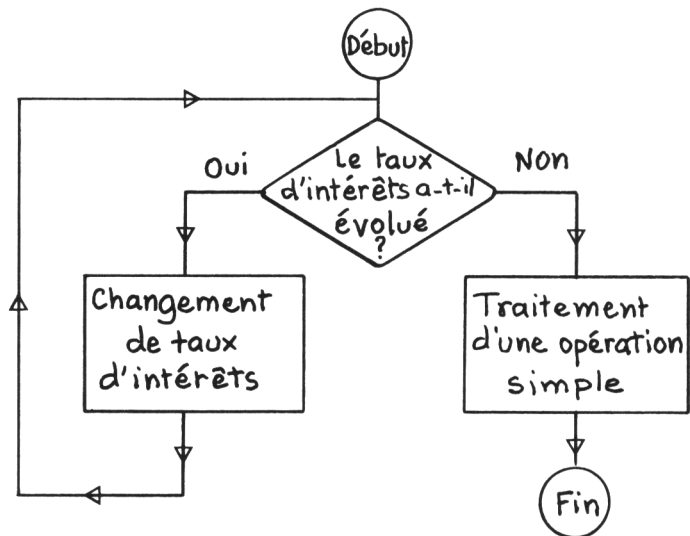 Début
Le taux
d'intérêts a-t-il
évolué
?
Oui
Non
Changement
de taux
d'intérêts
Traitement
d'une opération
simple
Fin